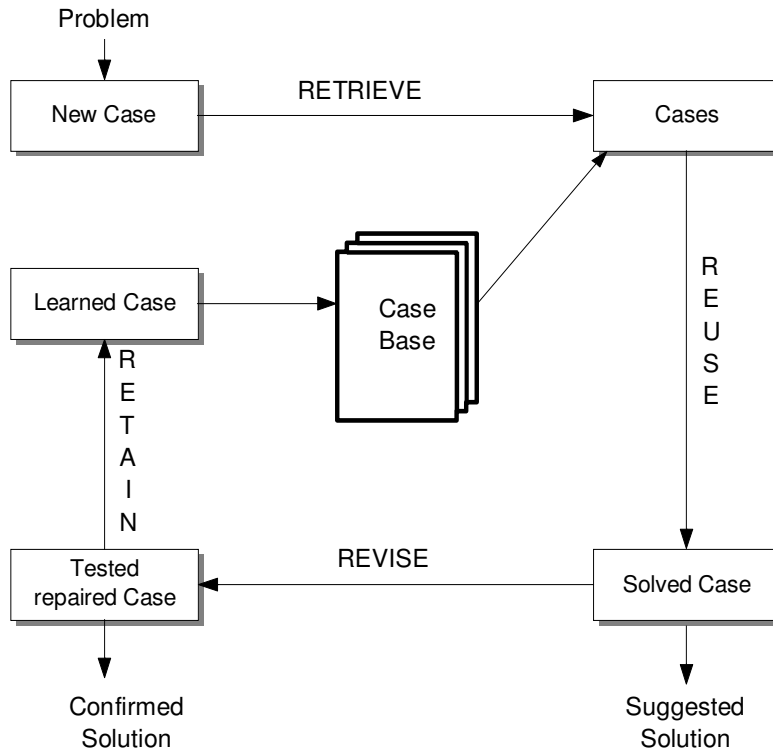 Problem
New Case
RETRIEVE
Cases
Learned Case
Case
Base
R
E
U
S
E
R
E
T
A
I
N
Tested
repaired Case
REVISE
Solved Case
Confirmed
Solution
Suggested
Solution